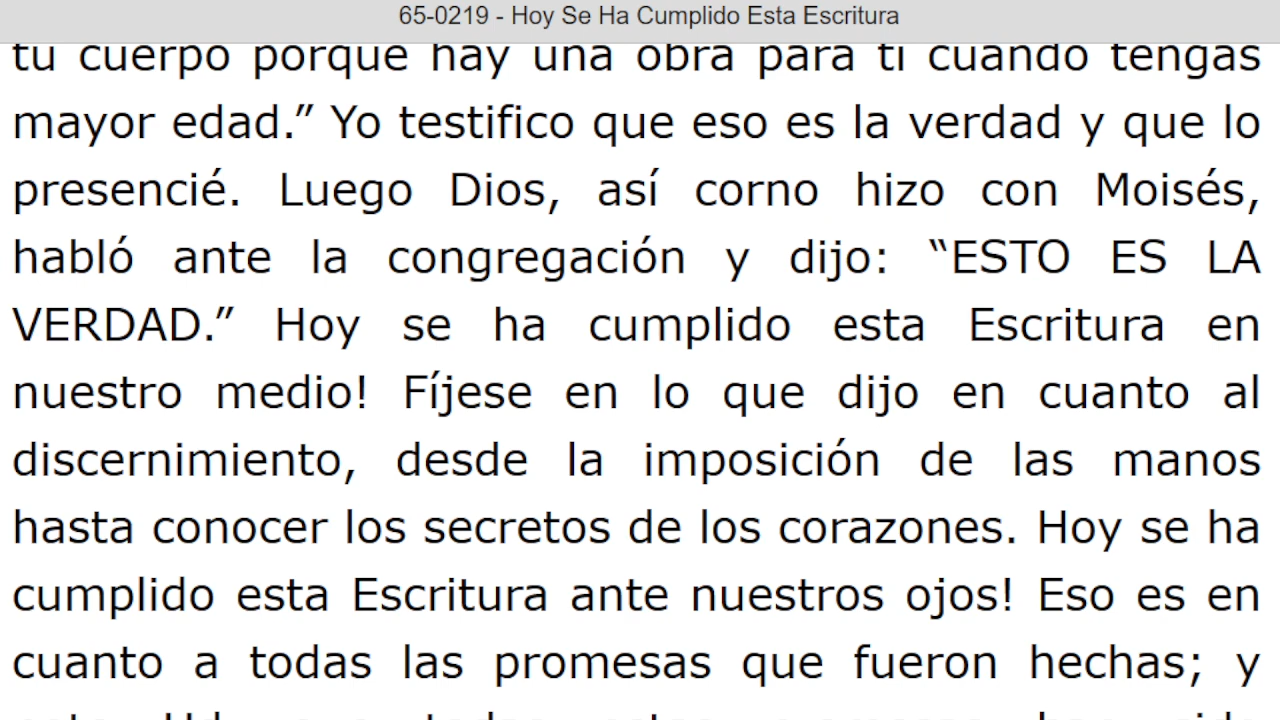 65-0219 - Hoy Se Ha Cumplido Esta Escritura
tu cuerpo porque hay una obra para ti cuando tengas
mayor edad.” Yo testifico que eso es la verdad y que lo
presencié. Luego Dios, así corno hizo con Moisés,
habló ante la congregación y dijo: “ESTO ES LA
VERDAD.” Hoy se ha cumplido esta Escritura en
nuestro medio! Fíjese en lo que dijo en cuanto al
discernimiento, desde la imposición de las manos
hasta conocer los secretos de los corazones. Hoy se ha
cumplido esta Escritura ante nuestros ojos! Eso es en
cuanto a todas las promesas que fueron hechas; y